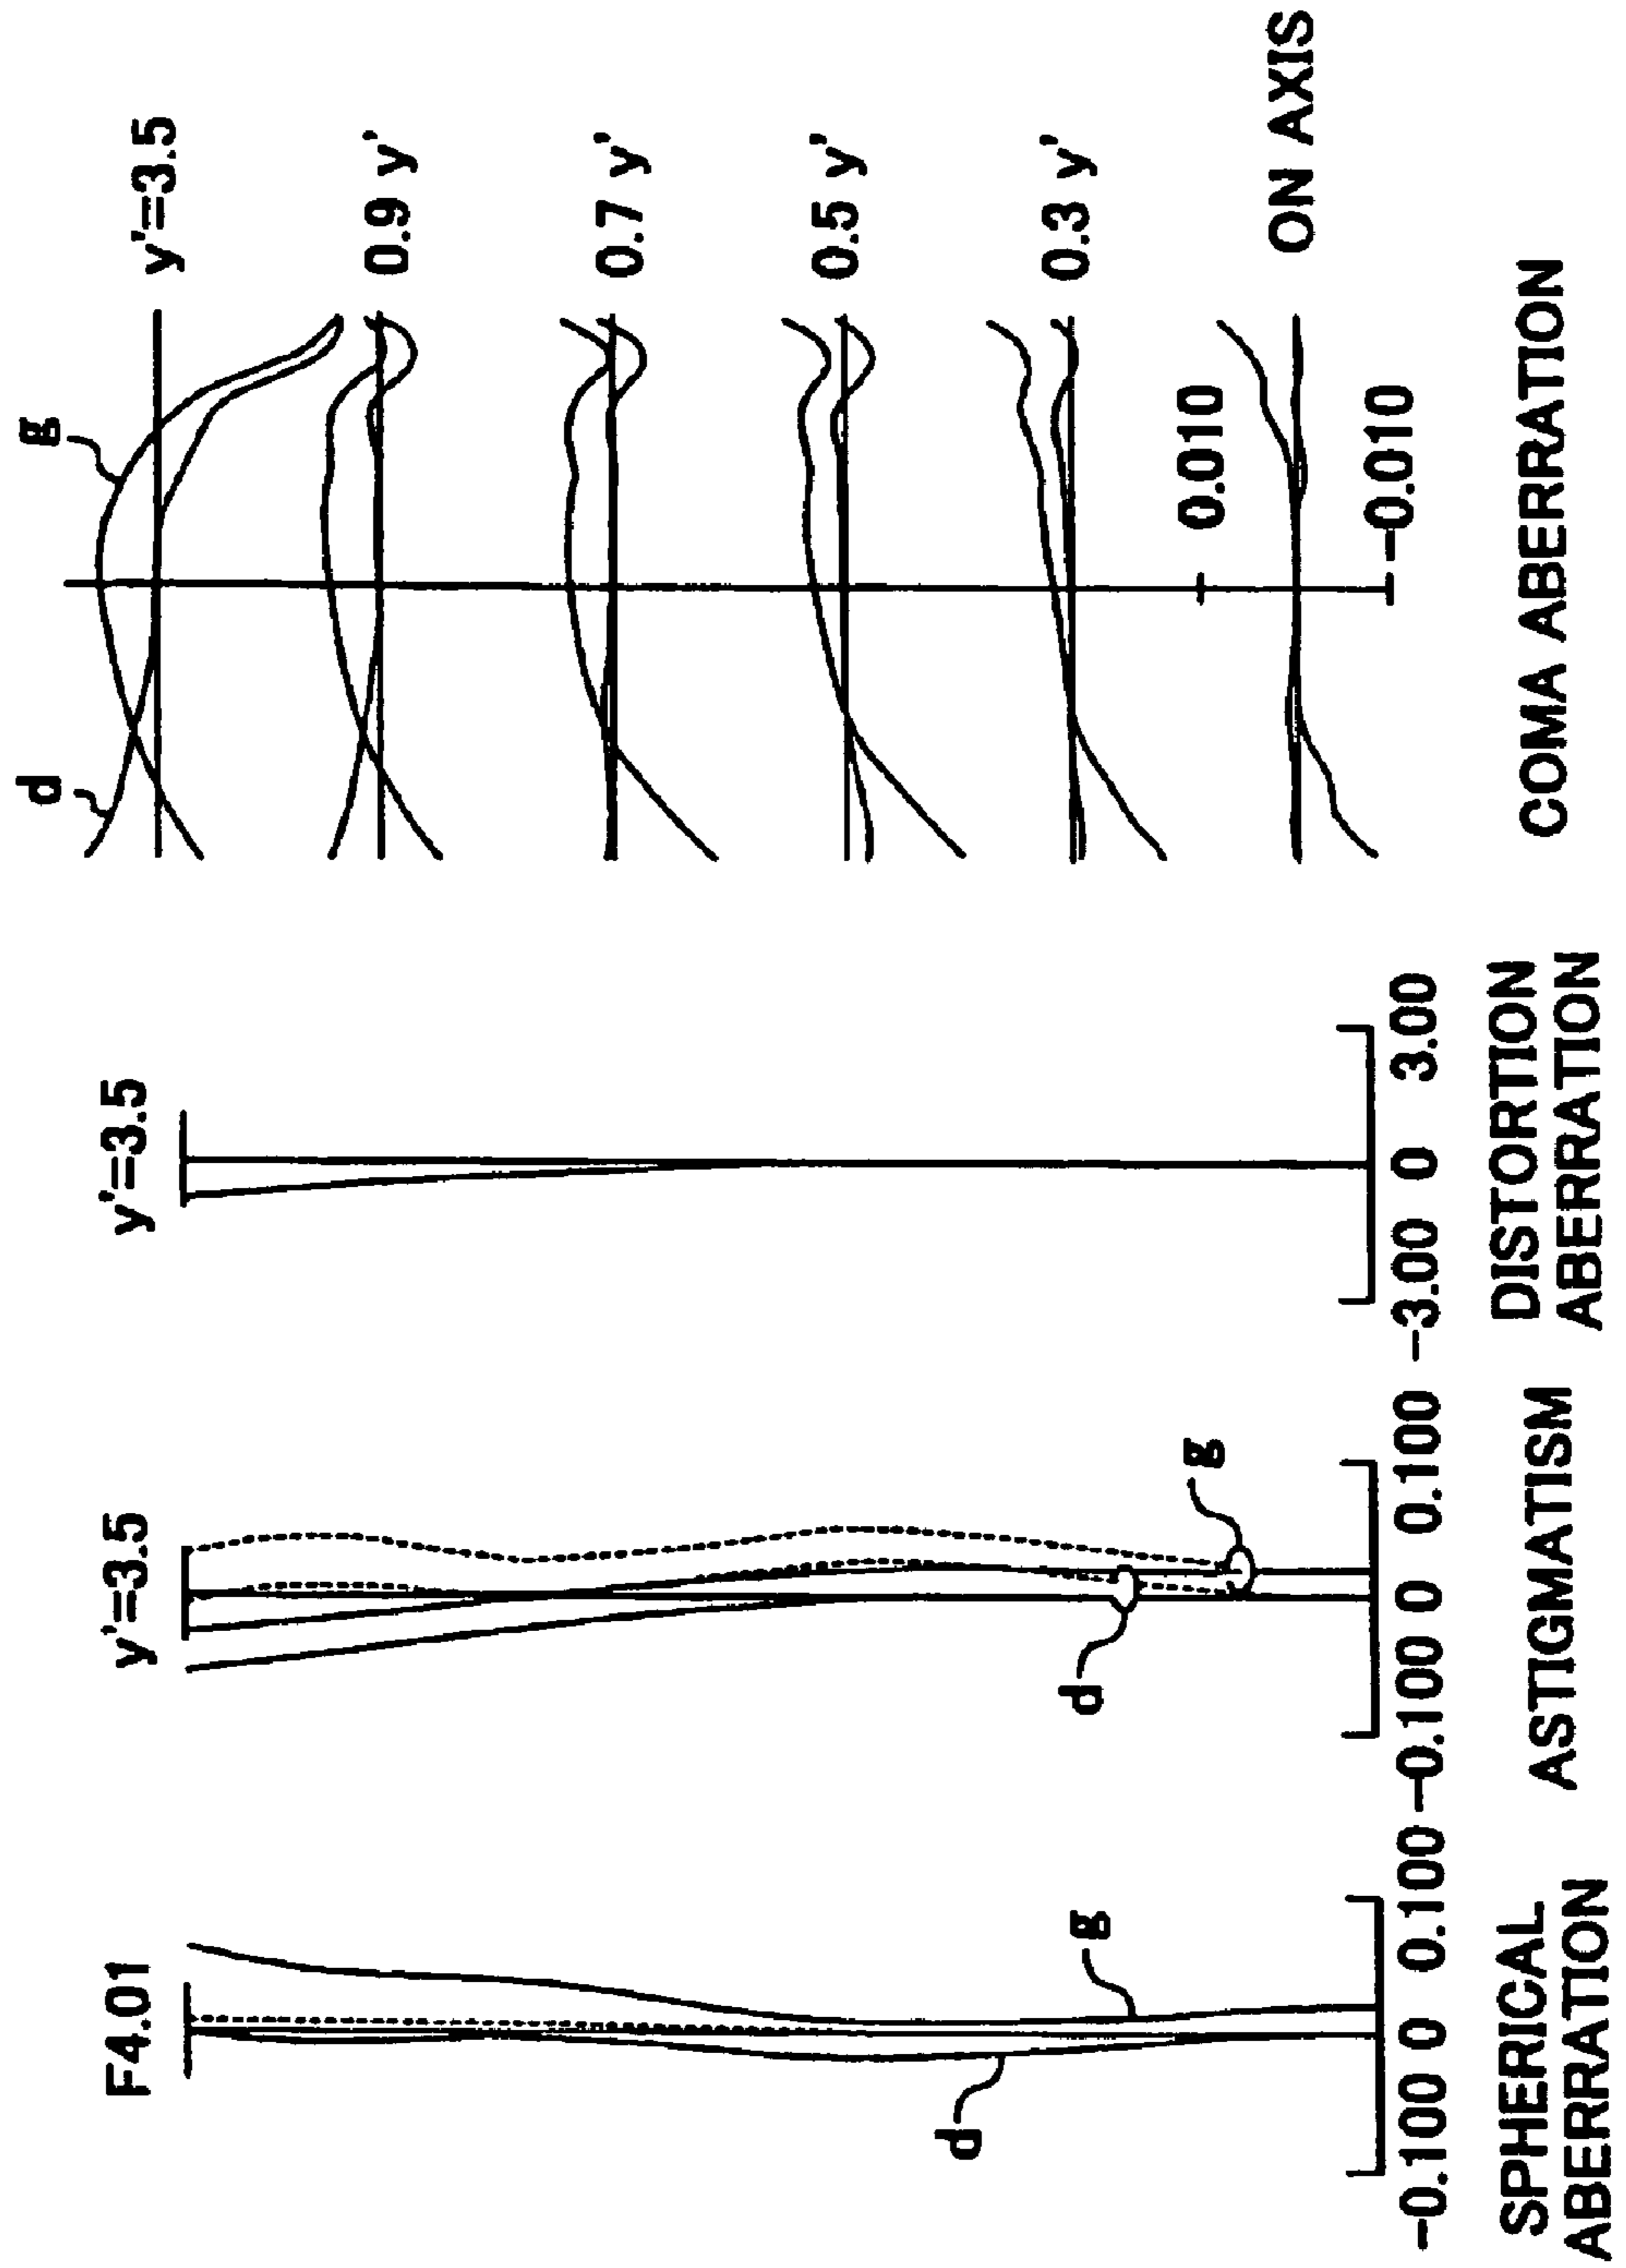 F4.01
d
g
-0.100 0 0.100
SPHERICAL
ABERRATION
y'=3.5
d
g
-0.100 0 0.100
ASTIGMATISM
y'=3.5
-3.00 0 3.00
DISTORTION
ABERRATION
d
g
y'=3.5
0.9 y'
0.7 y'
0.5 y'
0.3 y'
0.010
ON AXIS
-0.010
COMA ABERRATION